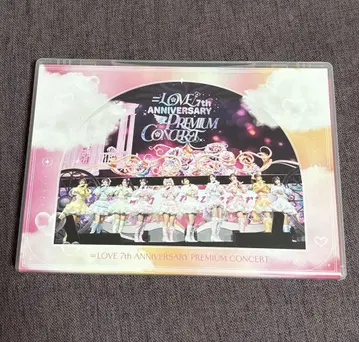 =LOVE 7th
ANNIVERSARY
PREMIUM
CONCERT
=LOVE 7th ANNIVERSARY PREMIUM CONCERT